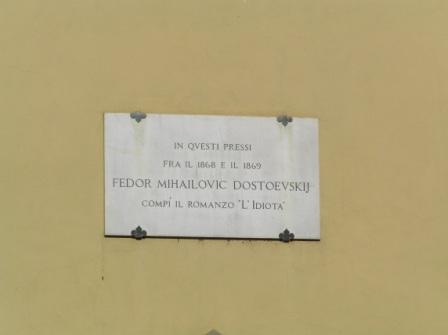 IN QVESTI PRESSI
FRA IL 1868 E IL 1869
FEDOR MIHAILOVIC DOSTOEVSKIJ
COMPÌ IL ROMANZO "L'IDIOTA"